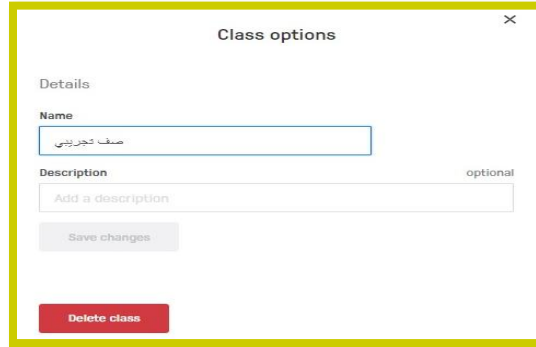 ×
Class options
Details
Name
صف تجريبي
Description optional
Add a description
Save changes
Delete class